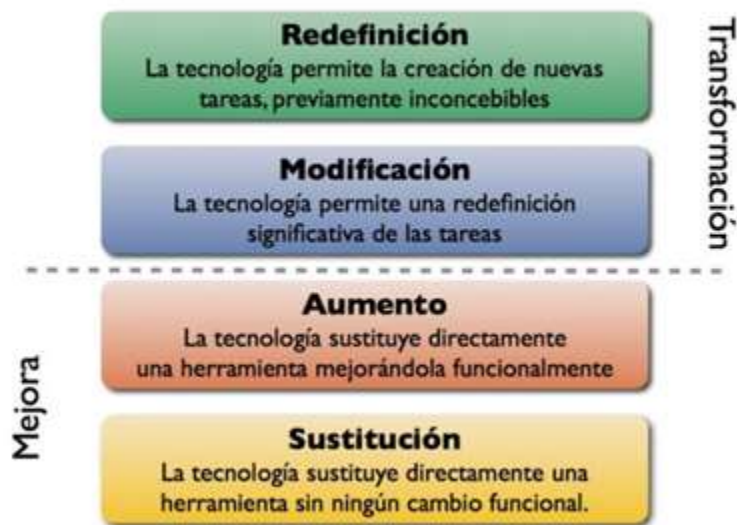 Redefinición
La tecnología permite la creación de nuevas
tareas, previamente inconcebibles
Modificación
La tecnología permite una redefinición
significativa de las tareas
Transformación
Aumento
La tecnología sustituye directamente
una herramienta mejorándola funcionalmente
Sustitución
La tecnología sustituye directamente una
herramienta sin ningún cambio funcional.
Mejora